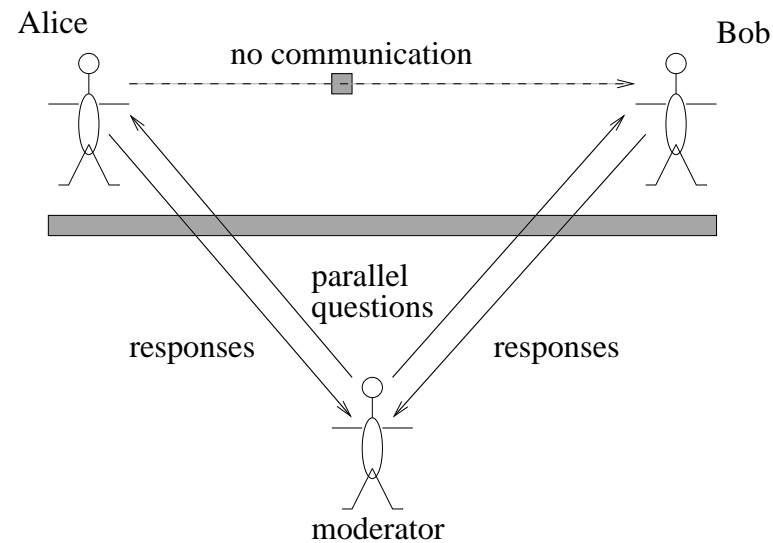 Alice
Bob
no communication
parallel
questions
responses
responses
moderator